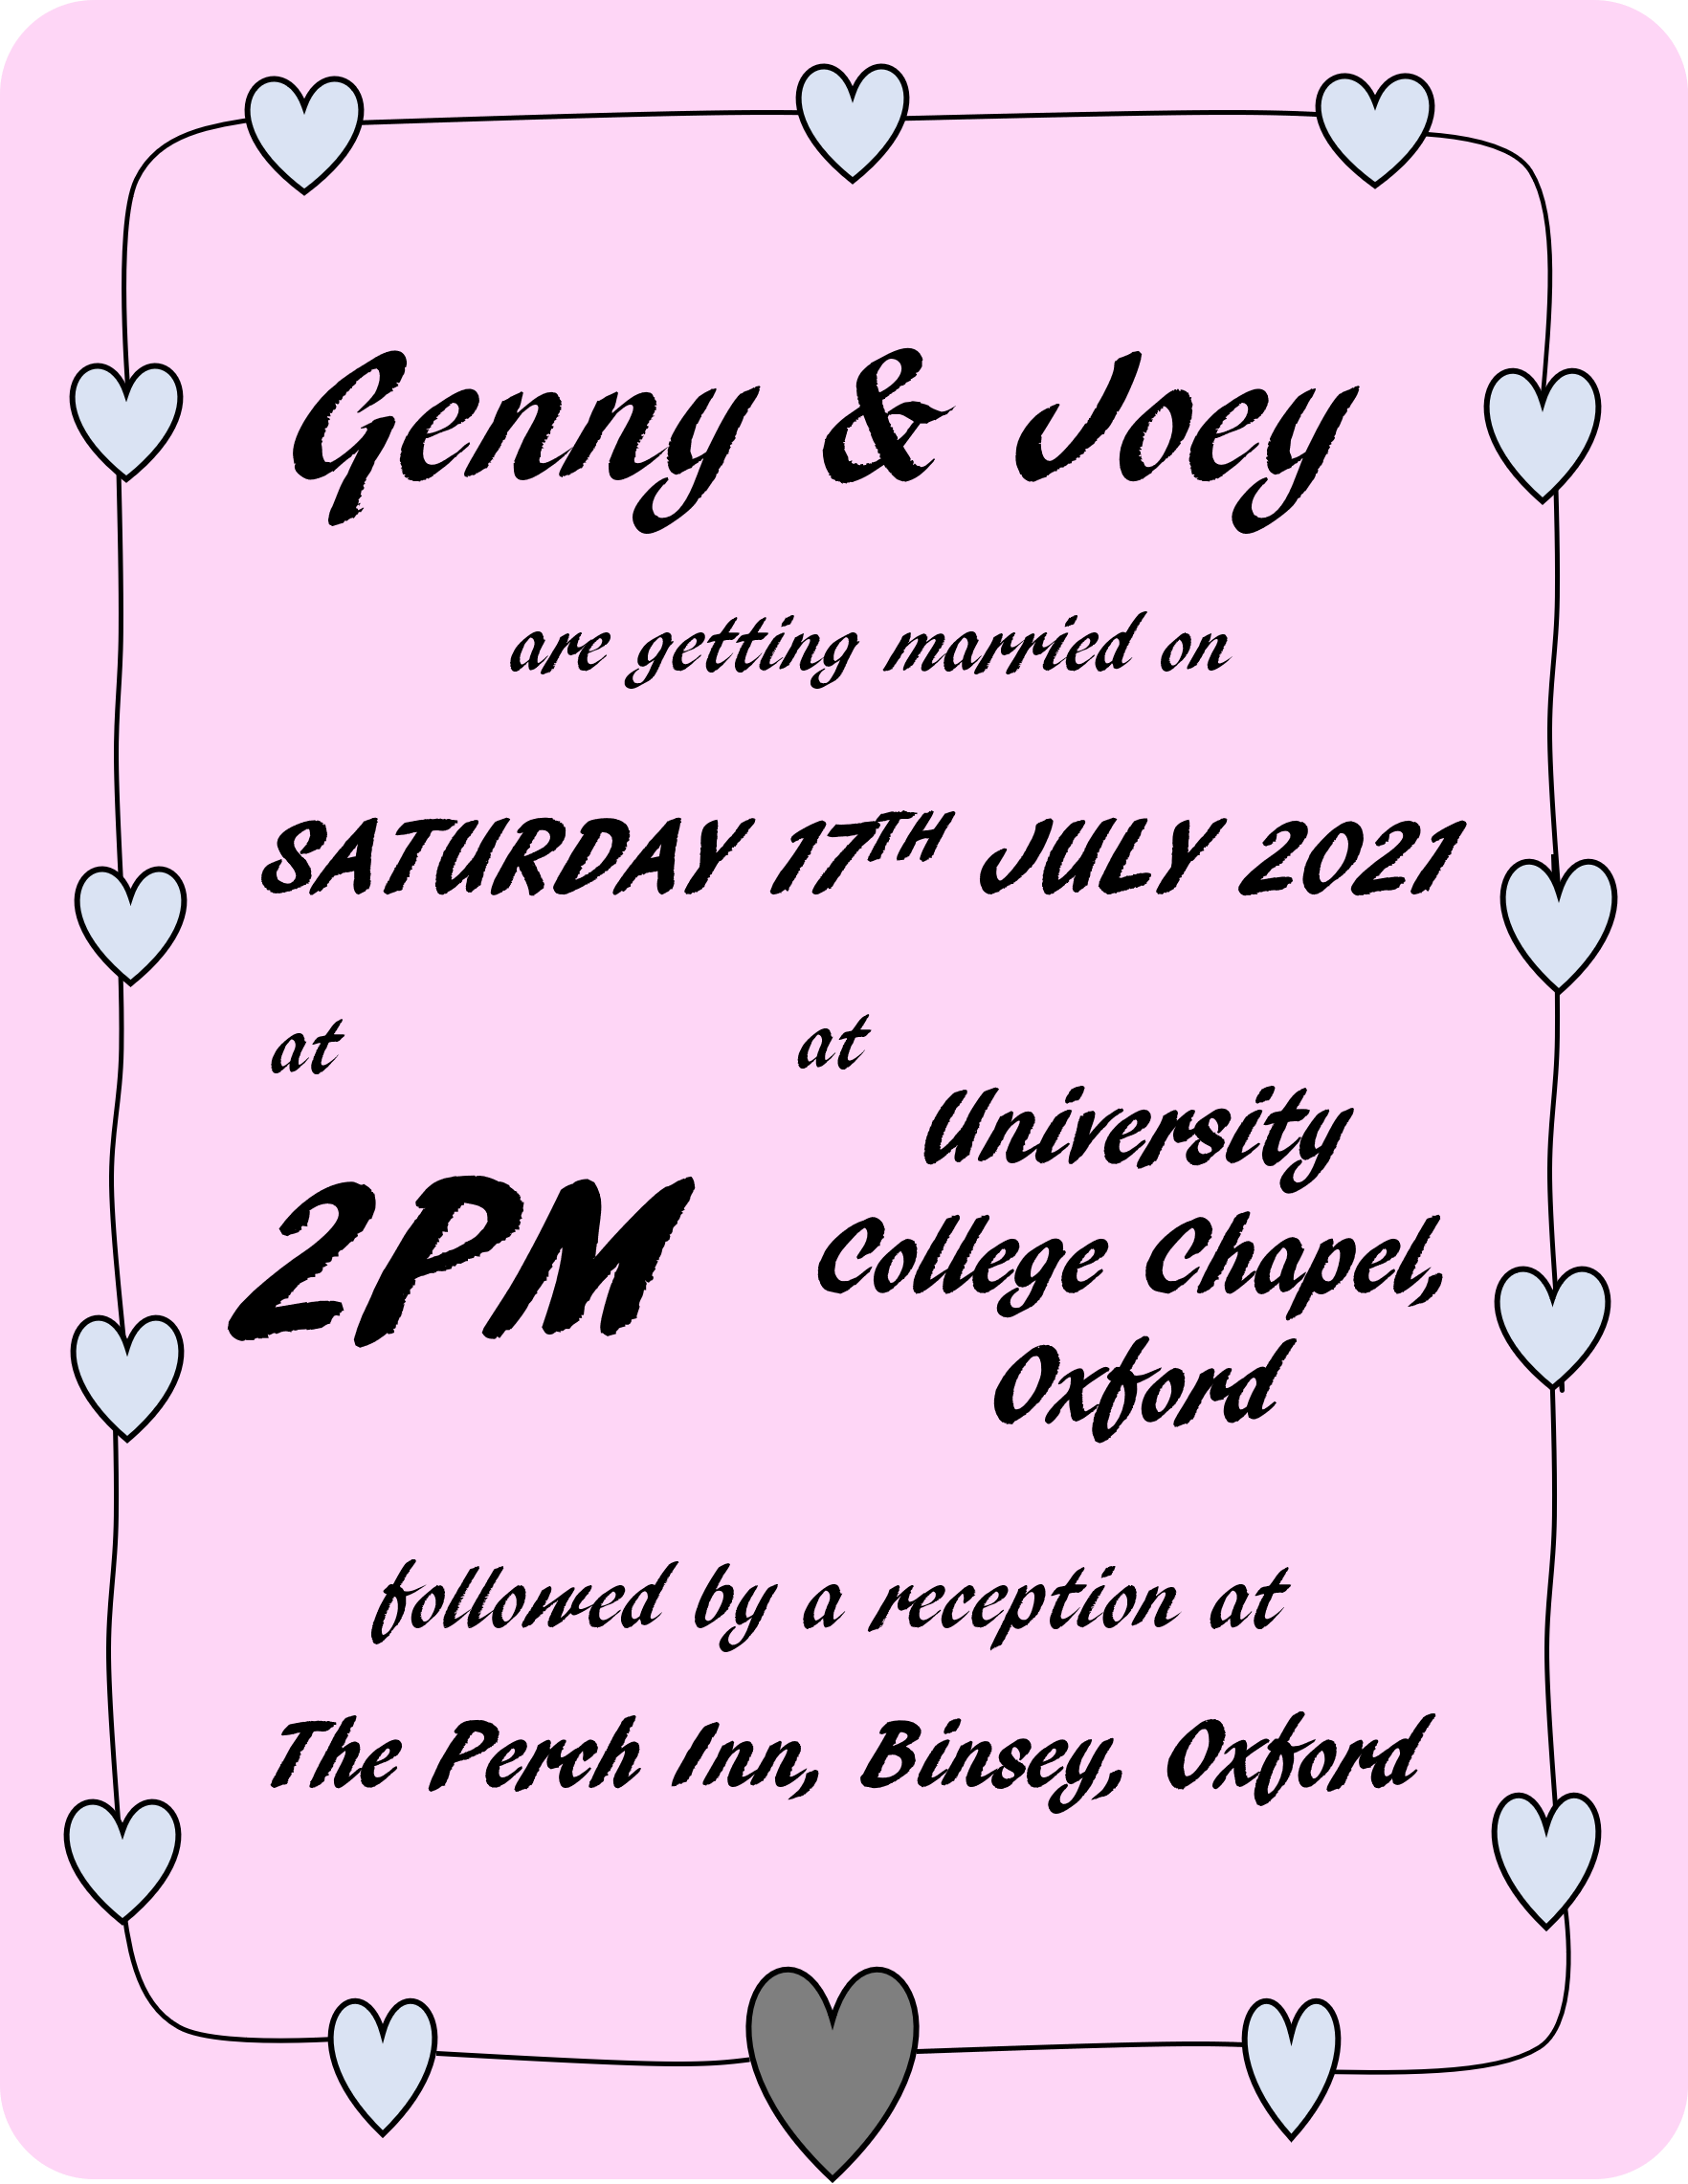 Genny & Joey
are getting married on
SATURDAY 17TH JULY 2021
at
2PM
at
University
College Chapel,
Oxford
followed by a reception at
The Perch Inn, Binsey, Oxford